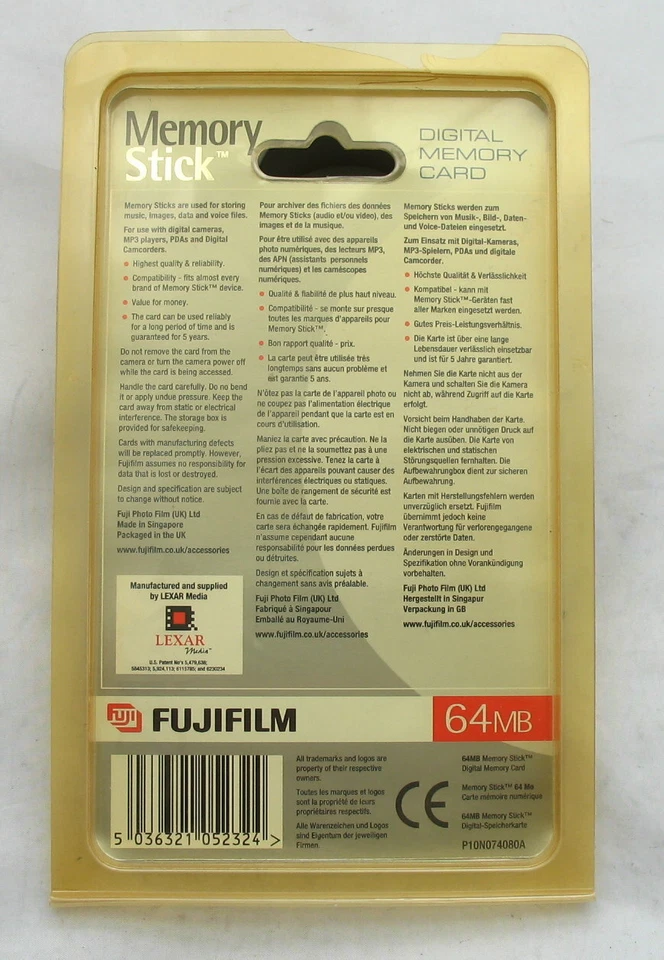 Memory
Stick™
DIGITAL
MEMORY
CARD
Memory Sticks are used for storing
music, images, data and voice files.
For use with digital cameras,
MP3 players, PDAs and Digital
Camcorders.
• Highest quality & reliability.
• Compatibility - fits almost every
brand of Memory Stick™ device.
• Value for money.
• The card can be used reliably
for a long period of time and is
guaranteed for 5 years.
Do not remove the card from the
camera or turn the camera power off
while the card is being accessed.
Handle the card carefully. Do no bend
it or apply undue pressure. Keep the
card away from static or electrical
interference. The storage box is
provided for safekeeping.
Cards with manufacturing defects
will be replaced promptly. However,
Fujifilm assumes no responsibility for
data that is lost or destroyed.
Design and specification are subject
to change without notice.
Fuji Photo Film (UK) Ltd
Made in Singapore
Packaged in the UK
www.fujifilm.co.uk/accessories
Pour archiver des fichiers des données
Memory Sticks (audio et/ou video), des
images et de la musique.
Pour être utilisé avec des appareils
photo numériques, des lecteurs MP3,
des APN (assistants personnels
numériques) et les caméscopes
numériques.
• Qualité & fiabilité de plus haut niveau.
• Compatibilité - se monte sur presque
toutes les marques d'appareils pour
Memory Stick™.
• Bon rapport qualité - prix.
• La carte peut être utilisée très
longtemps sans aucun problème et
est garantie 5 ans.
N'ôtez pas la carte de l'appareil photo ou
ne coupez pas l'alimentation électrique
de l'appareil pendant que la carte est en
cours d'utilisation.
Maniez la carte avec précaution. Ne la
pliez pas et ne la soumettez pas à une
pression excessive. Tenez la carte à
l'écart des appareils pouvant causer des
interférences électriques ou statiques.
Une boîte de rangement de sécurité est
fournie avec la carte.
En cas de défaut de fabrication, votre
carte sera échangée rapidement. Fujifilm
n'assume cependant aucune
responsabilité pour les données perdues
ou détruites.
Design et spécification sujets à
changement sans avis préalable.
Fuji Photo Film (UK) Ltd
Fabriqué à Singapour
Emballé au Royaume-Uni
www.fujifilm.co.uk/accessories
Memory Sticks werden zum
Speichern von Musik-, Bild-, Daten-
und Voice-Dateien eingesetzt.
Zum Einsatz mit Digital-Kameras,
MP3-Spielern, PDAs und digitale
Camcorder.
• Höchste Qualität & Verlässlichkeit
• Kompatibel - kann mit
Memory Stick™-Geräten fast
aller Marken eingesetzt werden.
• Gutes Preis-Leistungsverhältnis.
• Die Karte ist über eine lange
Lebensdauer verlässlich einsetzbar
und ist für 5 Jahre garantiert.
Nehmen Sie die Karte nicht aus der
Kamera und schalten Sie die Kamera
nicht ab, während Zugriff auf die Karte
erfolgt.
Vorsicht beim Handhaben der Karte.
Nicht biegen oder unnötigen Druck auf
die Karte ausüben. Die Karte von
elektrischen und statischen
Störungsquellen fernhalten. Die
Aufbewahrungbox dient zur sicheren
Aufbewahrung.
Karten mit Herstellungsfehlern werden
unverzüglich ersetzt. Fujifilm
übernimmt jedoch keine
Verantwortung für verlorengegangene
oder zerstörte Daten.
Änderungen in Design und
Spezifikation ohne Vorankündigung
vorbehalten.
Fuji Photo Film (UK) Ltd
Hergestellt in Singapur
Verpackung in GB
www.fujifilm.co.uk/accessories
Manufactured and supplied
by LEXAR Media
LEXAR
Media™
U.S. Patent No's 5,479,638;
5845313; 5,924,113; 6115785; and 6230234
FUJI FUJIFILM
64MB
5 036321 052324 >
All trademarks and logos are
property of their respective
owners.
Toutes les marques et logos
sont la propriété de leurs
propriétaires respectifs.
Alle Warenzeichen und Logos
sind Eigentum der jeweiligen
Firmen.
CE
64MB Memory Stick™
Digital Memory Card
Memory Stick™ 64 Mo
Carte mémoire numérique
64MB Memory Stick™
Digital-Speicherkarte
P10N074080A